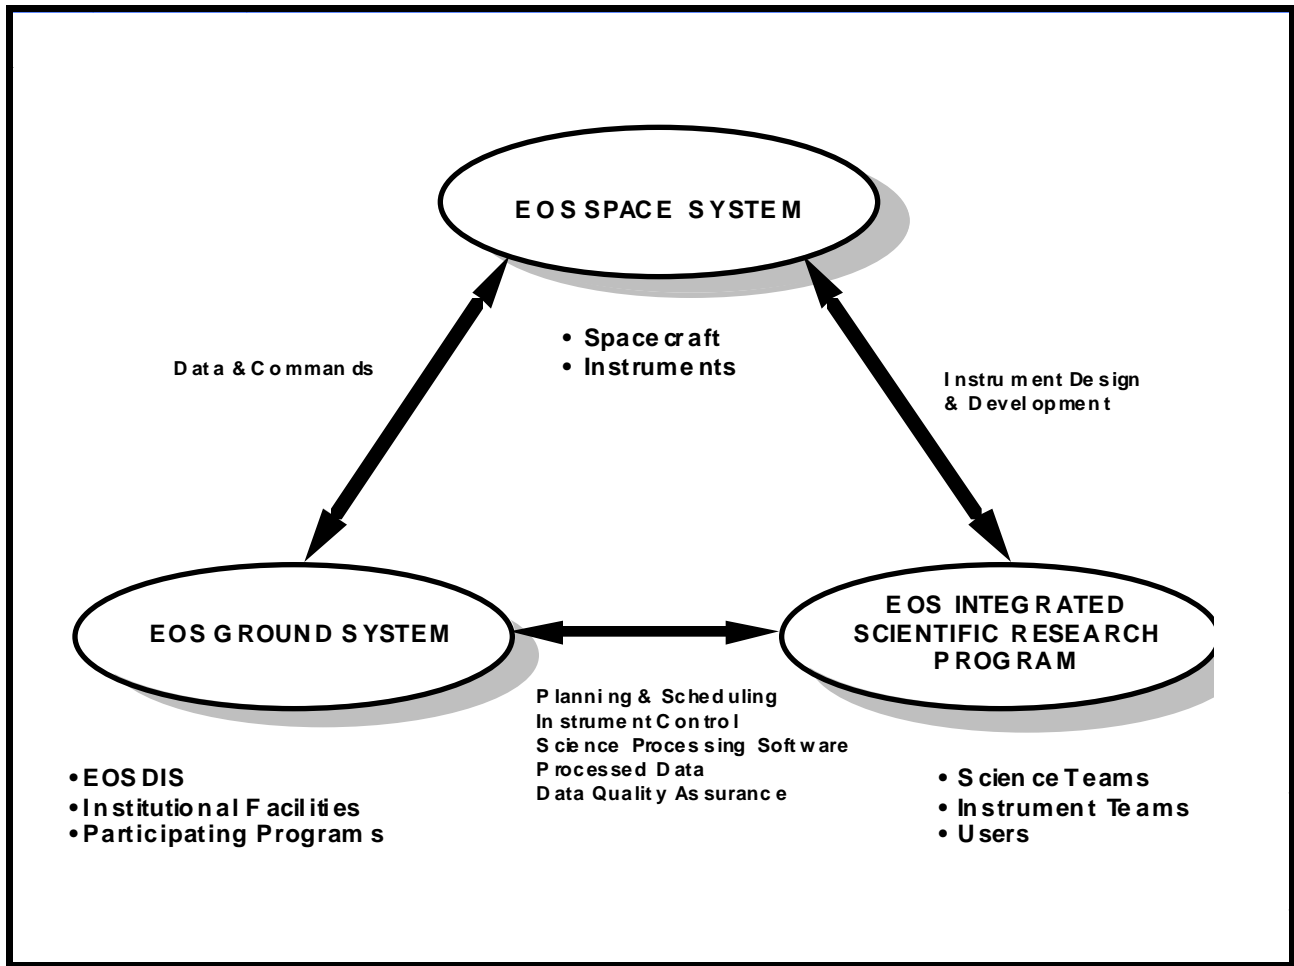 EOS SPACE SYSTEM
• Spacecraft
• Instruments
Data & Commands
Instrument Design
& Development
EOS GROUND SYSTEM
EOS INTEGRATED
SCIENTIFIC RESEARCH
PROGRAM
Planning & Scheduling
Instrument Control
Science Processing Software
Processed Data
Data Quality Assurance
• EOSDIS
• Institutional Facilities
• Participating Programs
• Science Teams
• Instrument Teams
• Users